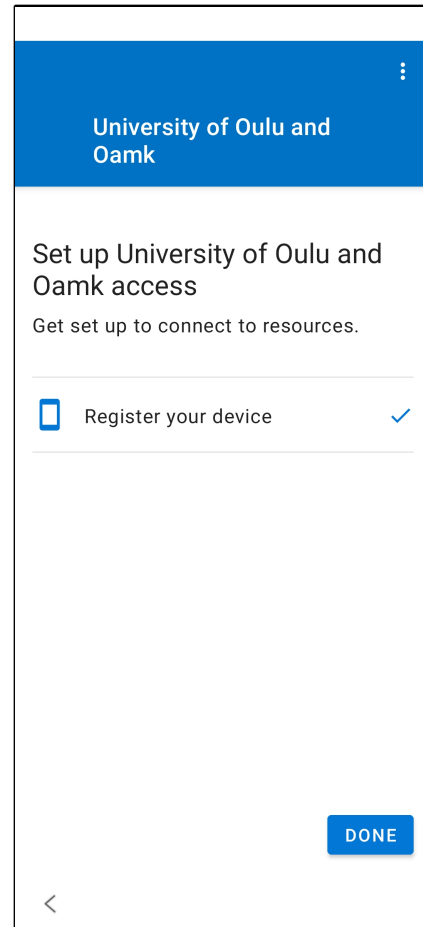 University of Oulu and
Oamk
Set up University of Oulu and
Oamk access
Get set up to connect to resources.
Register your device
DONE